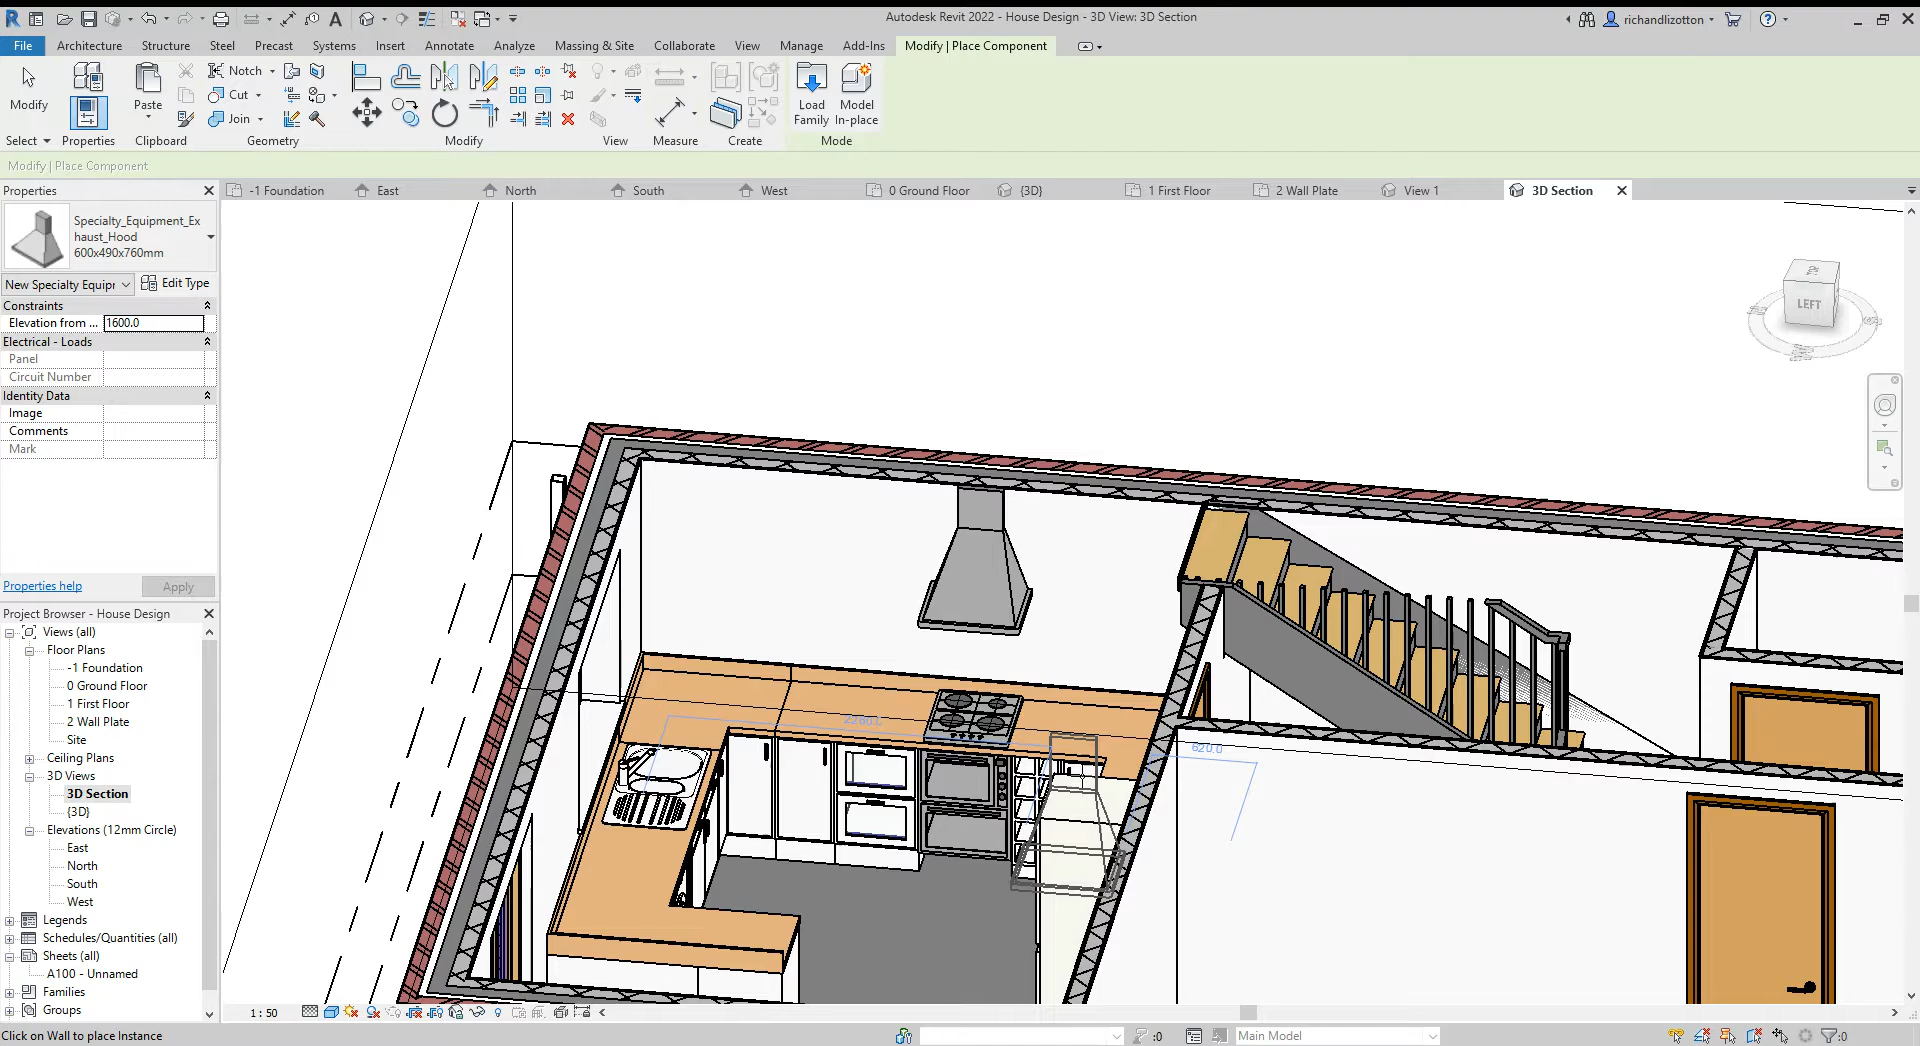 Autodesk Revit 2022 - House Design - 3D View: 3D Section
richandlizotton
File Architecture Structure Steel Precast Systems Insert Annotate Analyze Massing & Site Collaborate View Manage Add-Ins Modify | Place Component
Modify
Paste
Notch
Cut
Join
Load Family
Model In-place
Select Properties Clipboard Geometry Modify View Measure Create Mode
Modify | Place Component
Properties
-1 Foundation East North South West 0 Ground Floor {3D} 1 First Floor 2 Wall Plate View 1 3D Section
Specialty_Equipment_Ex
haust_Hood
600x490x760mm
New Specialty Equipr Edit Type
Constraints
Elevation from ... 1600.0
Electrical - Loads
Panel
Circuit Number
Identity Data
Image
Comments
Mark
Properties help Apply
Project Browser - House Design
Views (all)
Floor Plans
-1 Foundation
0 Ground Floor
1 First Floor
2 Wall Plate
Site
Ceiling Plans
3D Views
3D Section
{3D}
Elevations (12mm Circle)
East
North
South
West
Legends
Schedules/Quantities (all)
Sheets (all)
A100 - Unnamed
Families
Groups
LEFT
620.0
1 : 50
Click on Wall to place Instance
:0
Main Model
:0